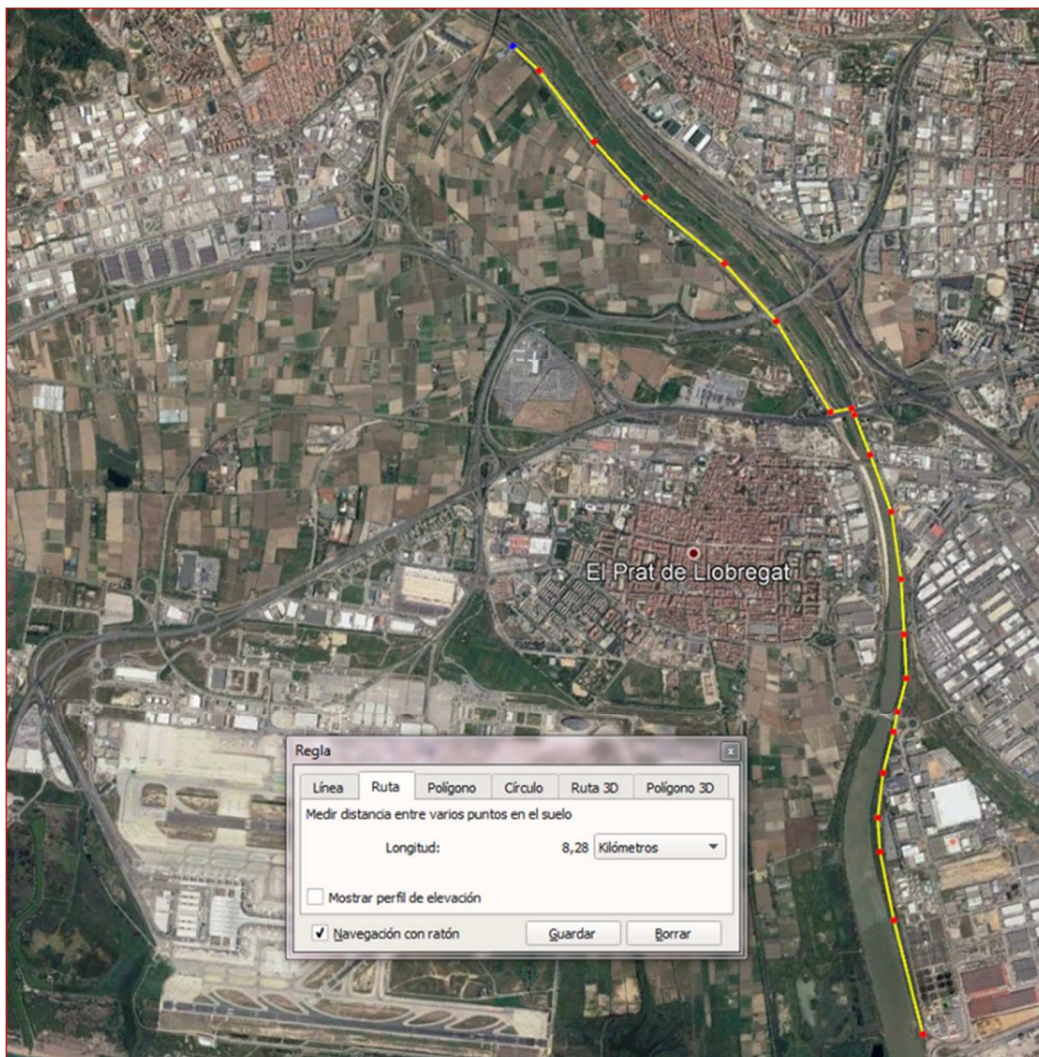 El Prat de Llobregat
Regla
x
Línea Ruta Polígono Círculo Ruta 3D Polígono 3D
Medir distancia entre varios puntos en el suelo
Longitud: 8,28 Kilómetros
Mostrar perfil de elevación
Navegación con ratón Guardar Borrar